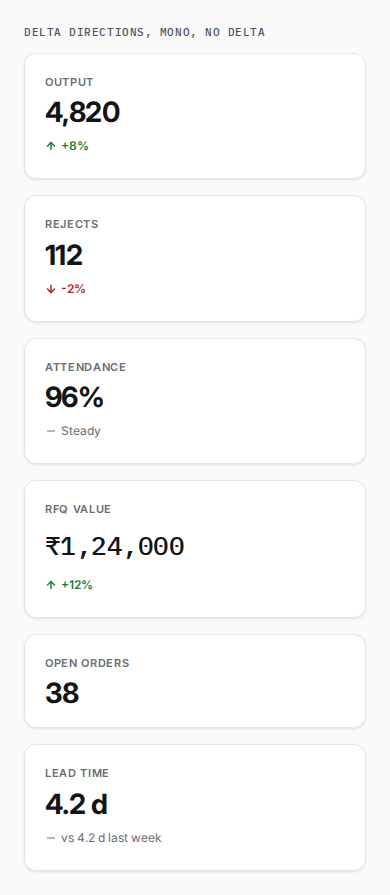 DELTA DIRECTIONS, MONO, NO DELTA
OUTPUT
4,820
↑ +8%
REJECTS
112
↓ -2%
ATTENDANCE
96%
— Steady
RFQ VALUE
₹1,24,000
↑ +12%
OPEN ORDERS
38
LEAD TIME
4.2 d
— vs 4.2 d last week